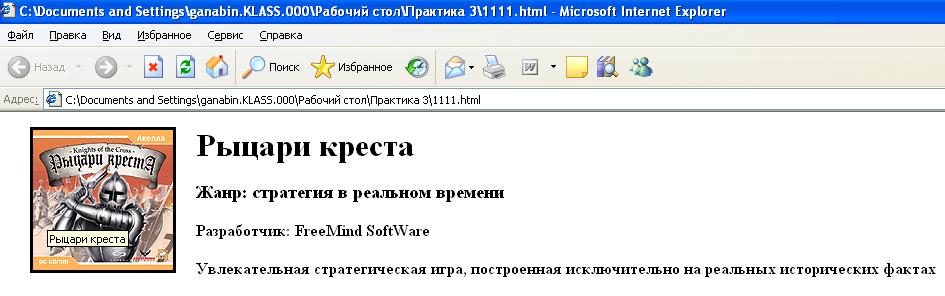 C:\Documents and Settings\ganabin.KLASS.000\Рабочий стол\Практика 3\1111.html - Microsoft Internet Explorer
Файл Правка Вид Избранное Сервис Справка
Назад Поиск Избранное
Адрес: C:\Documents and Settings\ganabin.KLASS.000\Рабочий стол\Практика 3\1111.html
Акелла
- Knights of the Cross -
Рыцари креста
Рыцари креста
pc cdrom
Рыцари креста
Жанр: стратегия в реальном времени
Разработчик: FreeMind SoftWare
Увлекательная стратегическая игра, построенная исключительно на реальных исторических фактах